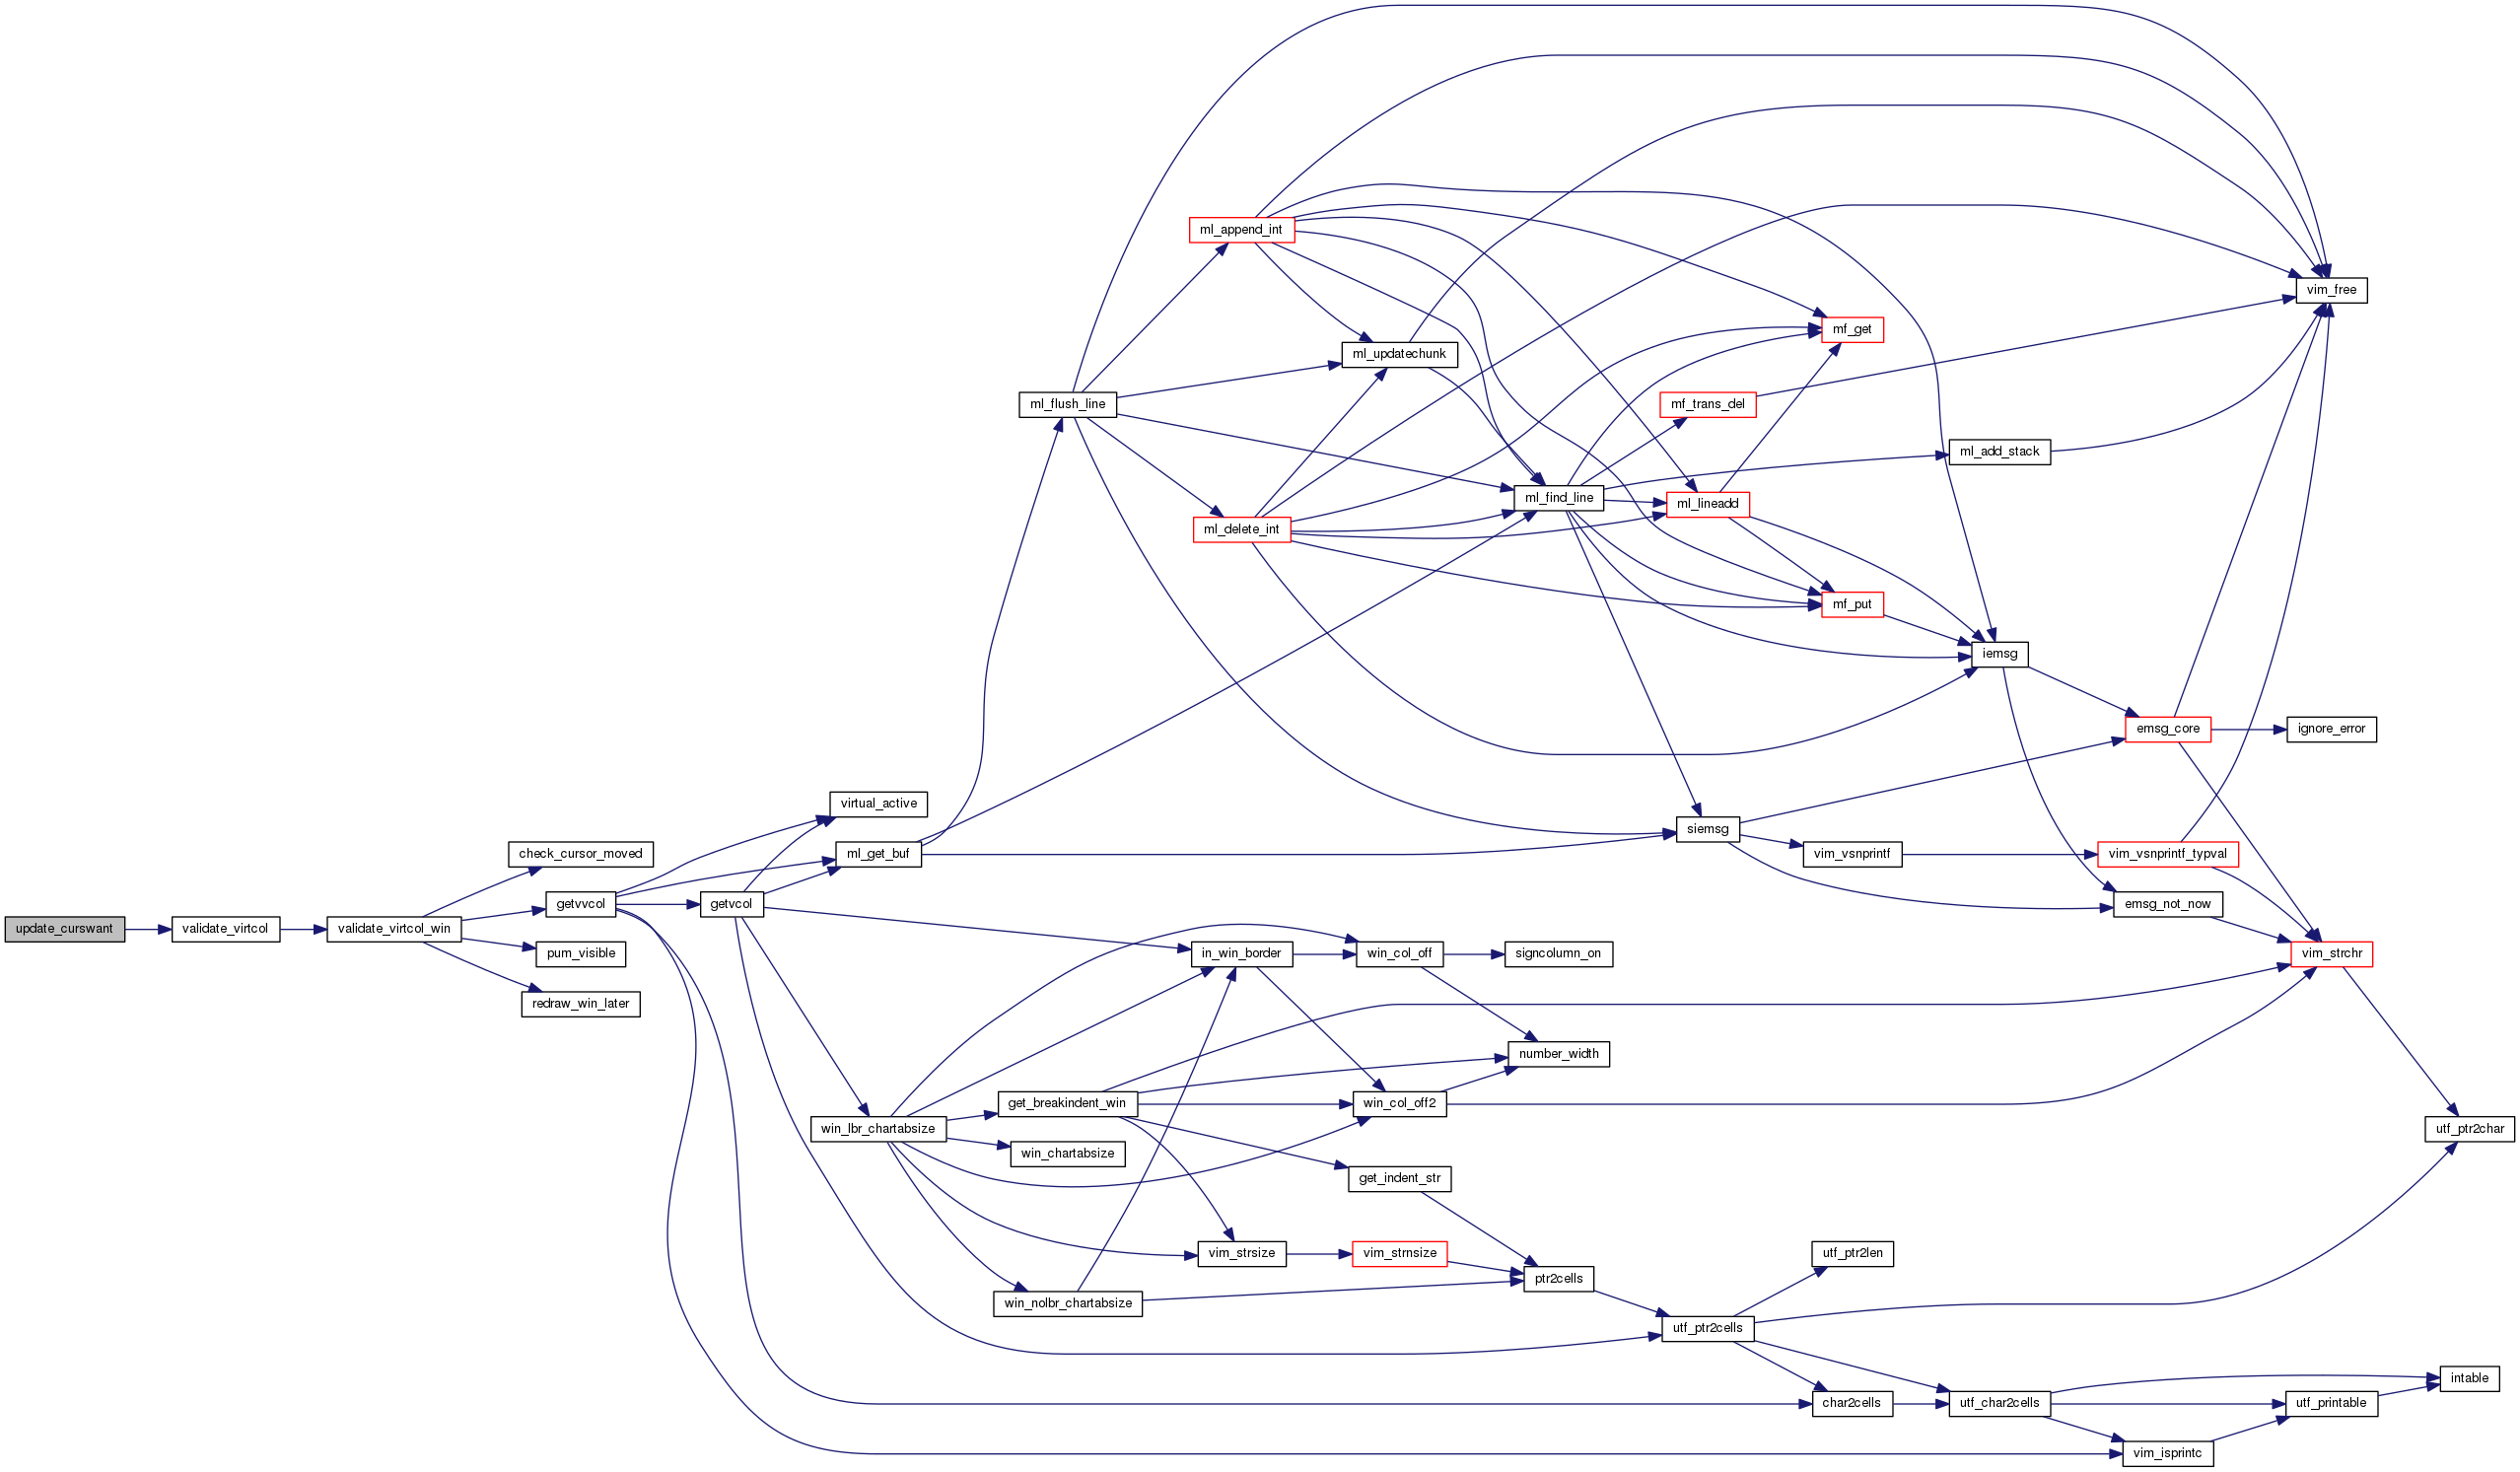 update_curswant
validate_virtcol
validate_virtcol_win
check_cursor_moved
getvvcol
pum_visible
redraw_win_later
virtual_active
ml_get_buf
getvcol
win_lbr_chartabsize
ml_flush_line
in_win_border
get_breakindent_win
win_chartabsize
vim_strsize
win_nolbr_chartabsize
ml_append_int
ml_delete_int
ml_updatechunk
win_col_off
win_col_off2
get_indent_str
vim_strnsize
ml_find_line
signcolumn_on
number_width
ptr2cells
mf_trans_del
ml_lineadd
siemsg
utf_ptr2cells
mf_get
mf_put
vim_vsnprintf
utf_ptr2len
char2cells
ml_add_stack
iemsg
utf_char2cells
emsg_core
vim_vsnprintf_typval
emsg_not_now
vim_isprintc
vim_free
ignore_error
vim_strchr
utf_printable
utf_ptr2char
intable